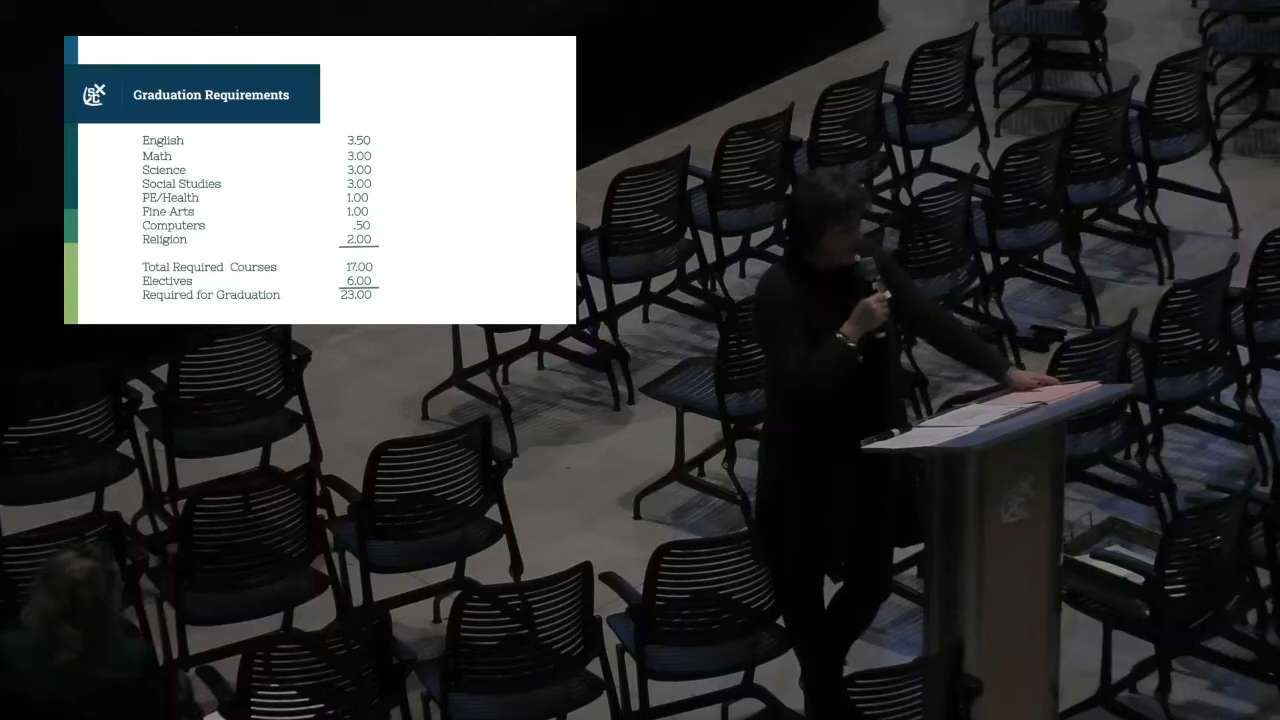 Graduation Requirements
English 3.50
Math 3.00
Science 3.00
Social Studies 3.00
PE/Health 1.00
Fine Arts 1.00
Computers .50
Religion 2.00
Total Required Courses 17.00
Electives 6.00
Required for Graduation 23.00